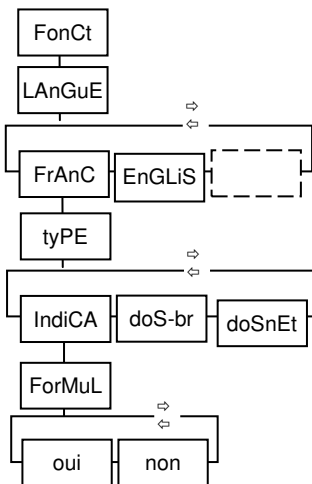 FonCt
LAnGuE
⇨
⇦
FrAnC EnGLiS
tyPE
⇨
⇦
IndiCA doS-br doSnEt
ForMuL
⇨
⇦
oui non